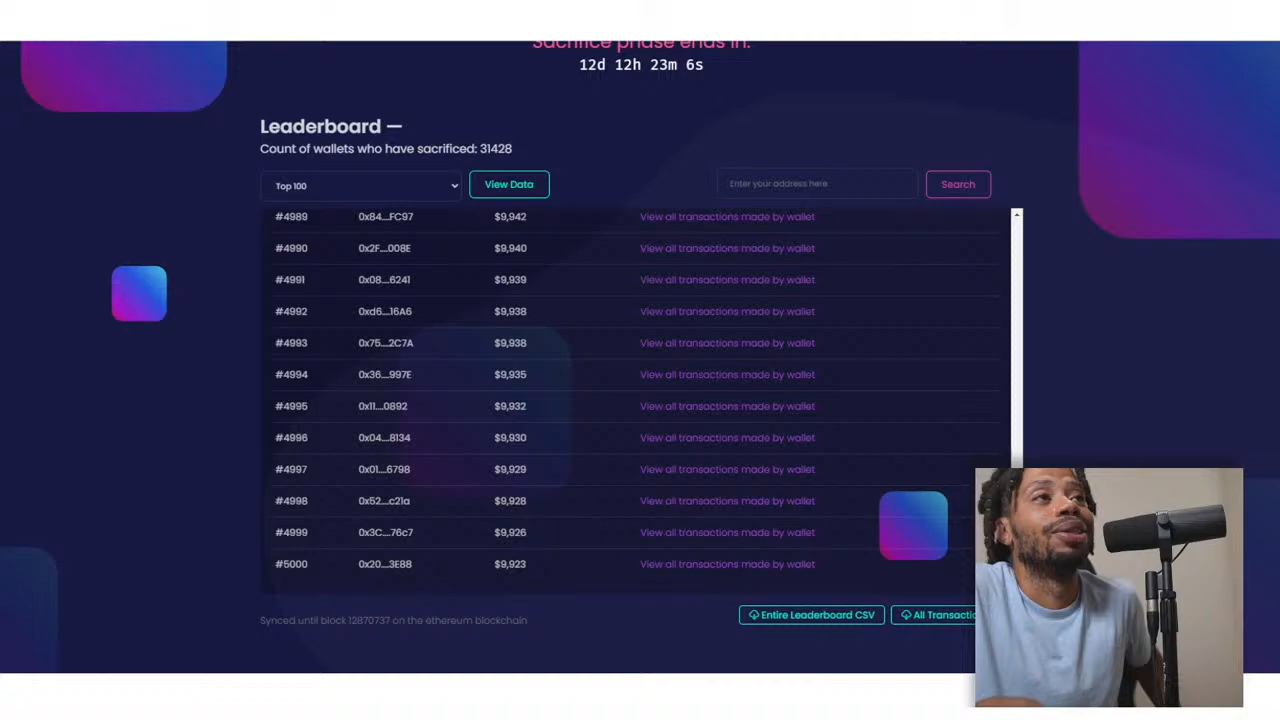 Sacrifice phase ends in:
12d 12h 23m 6s
Leaderboard —
Count of wallets who have sacrificed: 31428
Top 100
View Data
Enter your address here
Search
#4989 0x84....FC97 $9,942 View all transactions made by wallet
#4990 0x2F....008E $9,940 View all transactions made by wallet
#4991 0x08....6241 $9,939 View all transactions made by wallet
#4992 0xd6....16A6 $9,938 View all transactions made by wallet
#4993 0x75....2C7A $9,938 View all transactions made by wallet
#4994 0x36....997E $9,935 View all transactions made by wallet
#4995 0x11....0892 $9,932 View all transactions made by wallet
#4996 0x04....8134 $9,930 View all transactions made by wallet
#4997 0x01....6798 $9,929 View all transactions made by wallet
#4998 0x52....c21a $9,928 View all transactions made by wallet
#4999 0x3C....76c7 $9,926 View all transactions made by wallet
#5000 0x20....3E88 $9,923 View all transactions made by wallet
Synced until block 12870737 on the ethereum blockchain
Entire Leaderboard CSV
All Transactio